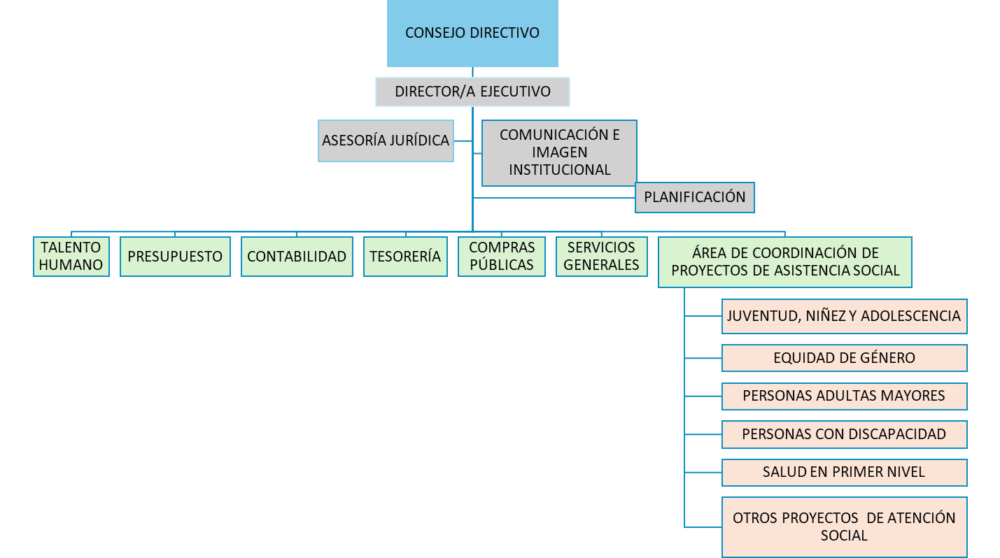 CONSEJO DIRECTIVO
DIRECTOR/A EJECUTIVO
ASESORÍA JURÍDICA
COMUNICACIÓN E
IMAGEN
INSTITUCIONAL
PLANIFICACIÓN
TALENTO
HUMANO
PRESUPUESTO
CONTABILIDAD
TESORERÍA
COMPRAS
PÚBLICAS
SERVICIOS
GENERALES
ÁREA DE COORDINACIÓN DE
PROYECTOS DE ASISTENCIA SOCIAL
JUVENTUD, NIÑEZ Y ADOLESCENCIA
EQUIDAD DE GÉNERO
PERSONAS ADULTAS MAYORES
PERSONAS CON DISCAPACIDAD
SALUD EN PRIMER NIVEL
OTROS PROYECTOS DE ATENCIÓN
SOCIAL